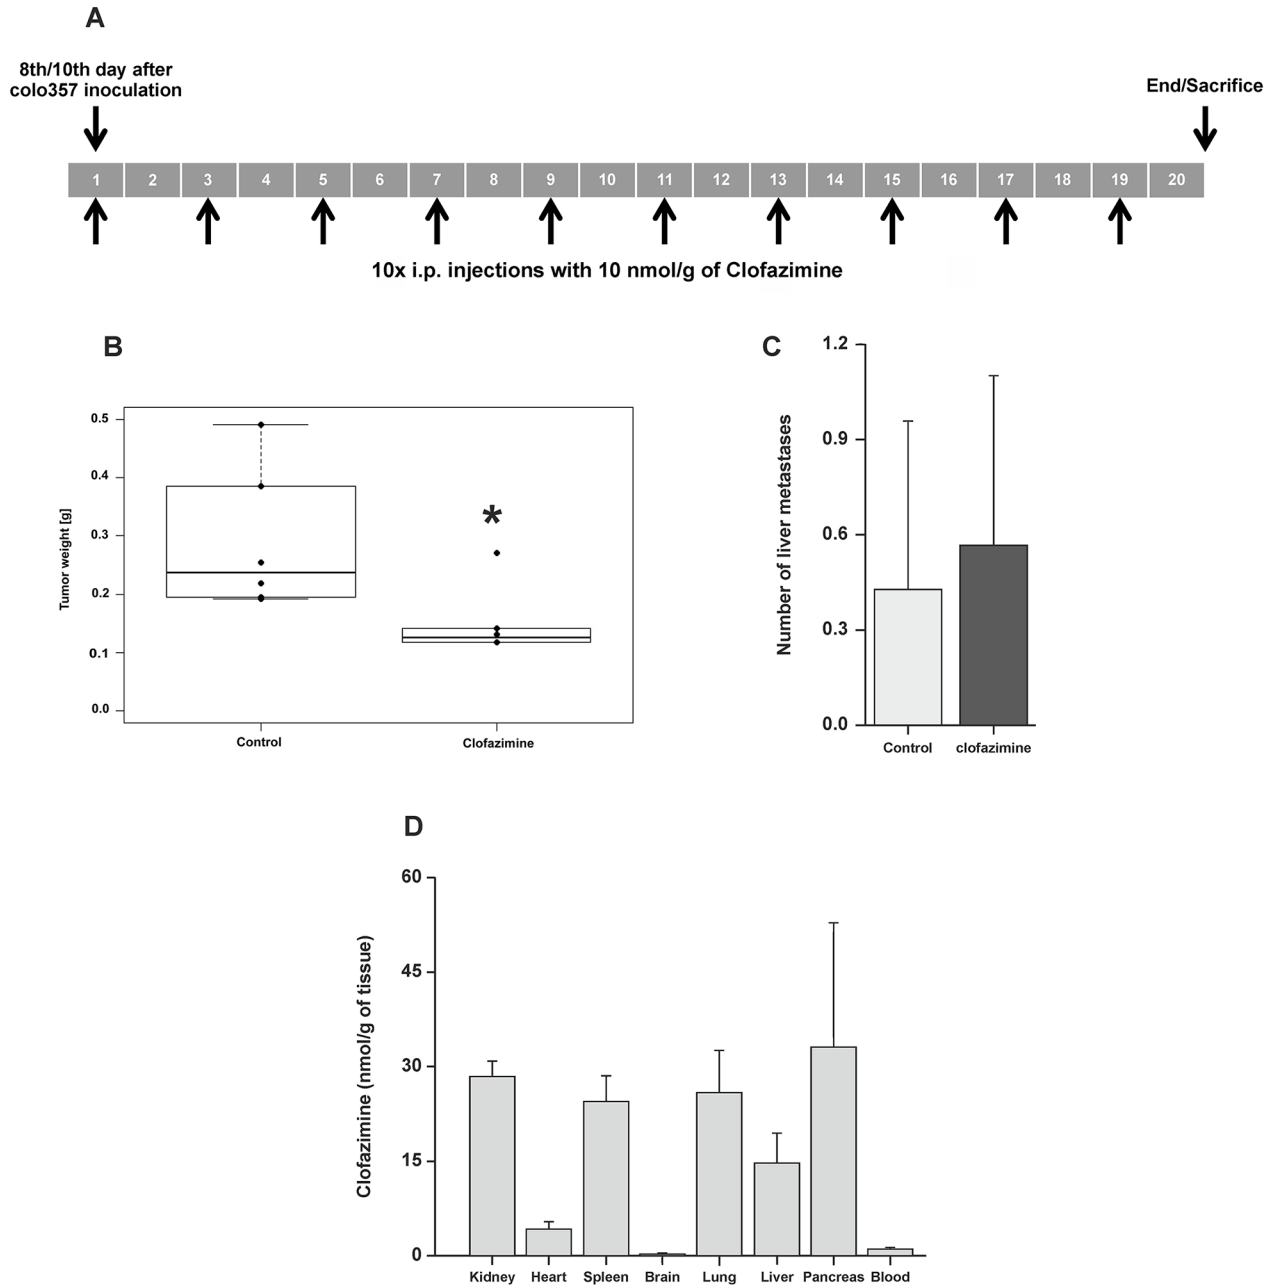 A
8th/10th day after
colo357 inoculation
End/Sacrifice
1 2 3 4 5 6 7 8 9 10 11 12 13 14 15 16 17 18 19 20
10x i.p. injections with 10 nmol/g of Clofazimine
B
Tumor weight [g]
0.5
0.4
0.3
0.2
0.1
0.0
Control Clofazimine
*
C
Number of liver metastases
1.2
0.9
0.6
0.3
0.0
Control clofazimine
D
Clofazimine (nmol/g of tissue)
60
45
30
15
0
Kidney Heart Spleen Brain Lung Liver Pancreas Blood